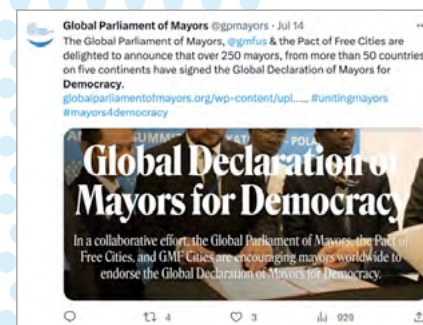 Global Parliament of Mayors @gpmayors · Jul 14
The Global Parliament of Mayors, @gmfus & the Pact of Free Cities are
delighted to announce that over 250 mayors, from more than 50 countries
on five continents have signed the Global Declaration of Mayors for
Democracy.
globalparliamentofmayors.org/wp-content/upl...... #unitingmayors
#mayors4democracy
SUMM
POLA
Global Declaration of
Mayors for Democracy
In a collaborative effort, the Global Parliament of Mayors, the Pact of
Free Cities, and GMF Cities are encouraging mayors worldwide to
endorse the Global Declaration of Mayors for Democracy.
4 3 929